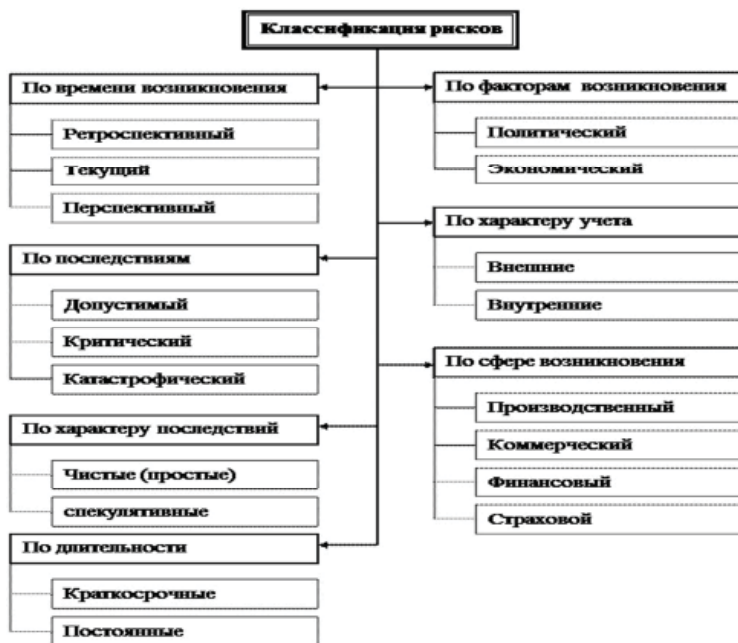 Классификация рисков
По времени возникновения
Ретроспективный
Текущий
Перспективный
По последствиям
Допустимый
Критический
Катастрофический
По характеру последствий
Чистые (простые)
спекулятивные
По длительности
Краткосрочные
Постоянные
По факторам возникновения
Политический
Экономический
По характеру учета
Внешние
Внутренние
По сфере возникновения
Производственный
Коммерческий
Финансовый
Страховой